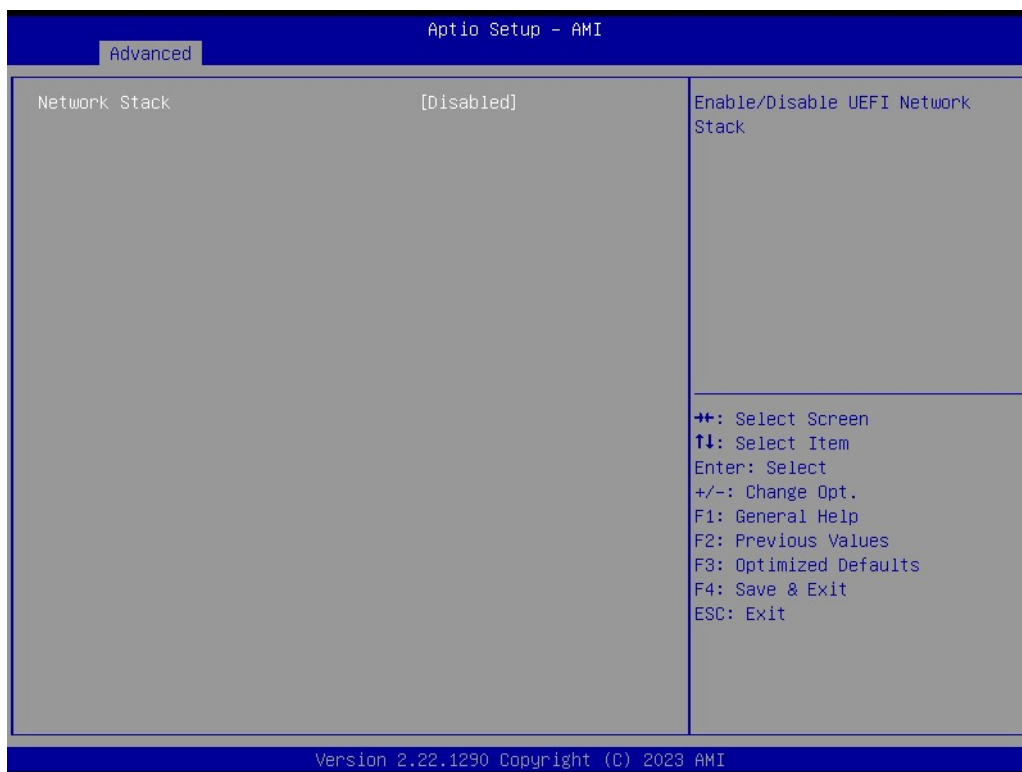 Aptio Setup – AMI
Advanced
Network Stack [Disabled]
Enable/Disable UEFI Network
Stack
→←: Select Screen
↑↓: Select Item
Enter: Select
+/-: Change Opt.
F1: General Help
F2: Previous Values
F3: Optimized Defaults
F4: Save & Exit
ESC: Exit
Version 2.22.1290 Copyright (C) 2023 AMI